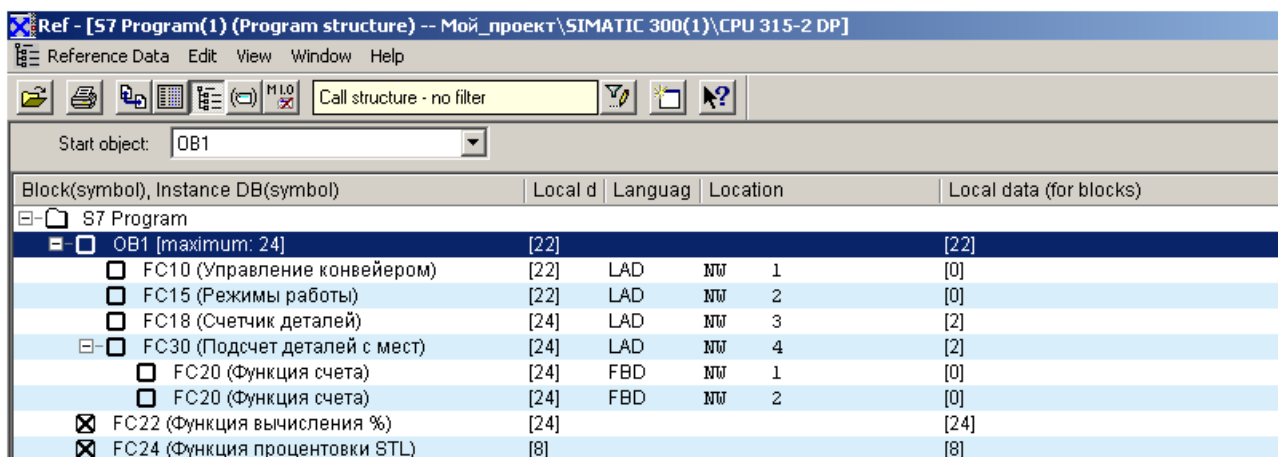 Ref - [S7 Program(1) (Program structure) -- Мой_проект\SIMATIC 300(1)\CPU 315-2 DP]
Reference Data Edit View Window Help
Call structure - no filter
Start object: OB1
Block(symbol), Instance DB(symbol) Local d Languag Location Local data (for blocks)
S7 Program
OB1 [maximum: 24] [22] [22]
FC10 (Управление конвейером) [22] LAD NW 1 [0]
FC15 (Режимы работы) [22] LAD NW 2 [0]
FC18 (Счетчик деталей) [24] LAD NW 3 [2]
FC30 (Подсчет деталей с мест) [24] LAD NW 4 [2]
FC20 (Функция счета) [24] FBD NW 1 [0]
FC20 (Функция счета) [24] FBD NW 2 [0]
FC22 (Функция вычисления %) [24] [24]
FC24 (Функция процентовки STL) [8] [8]